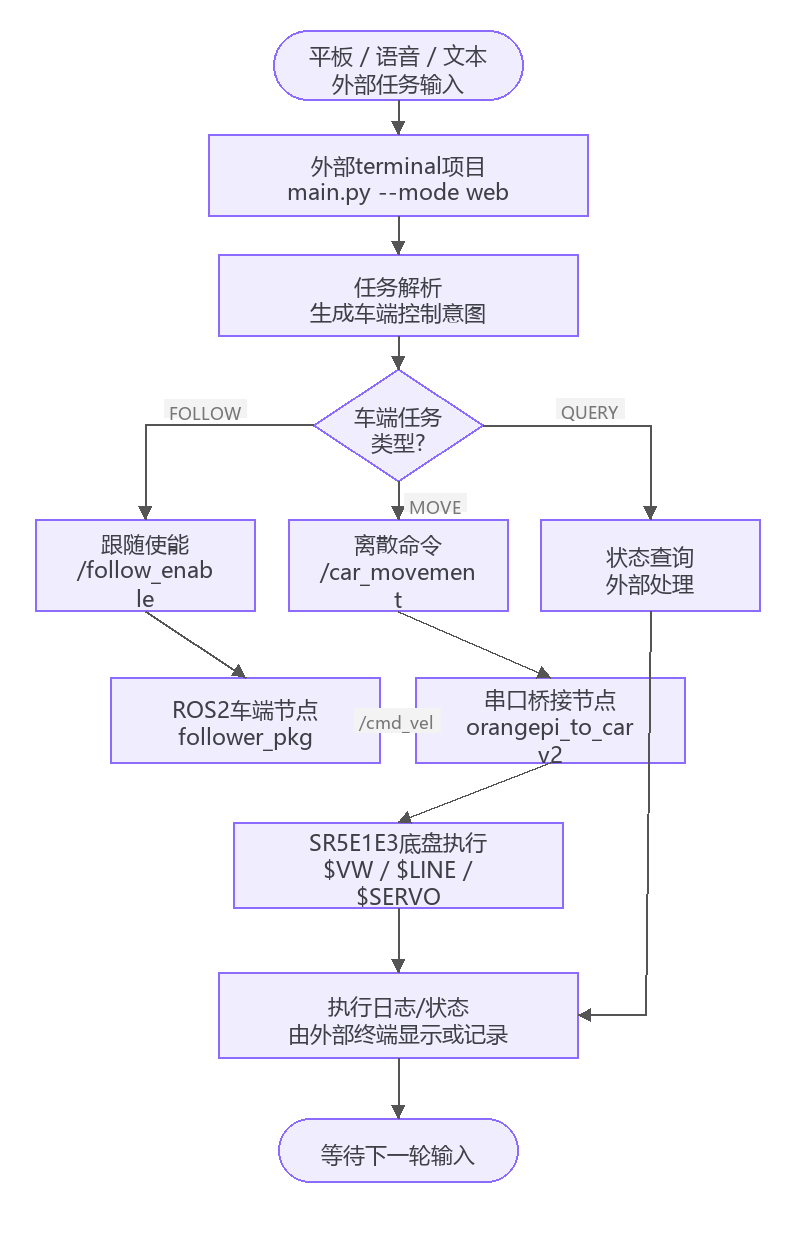 平板 / 语音 / 文本
外部任务输入
外部terminal项目
main.py --mode web
任务解析
生成车端控制意图
车端任务
类型?
FOLLOW
QUERY
MOVE
跟随使能
/follow_enab
le
离散命令
/car_movemen
t
状态查询
外部处理
ROS2车端节点
follower_pkg
/cmd_vel
串口桥接节点
orangepi_to_car
v2
SR5E1E3底盘执行
$VW / $LINE /
$SERVO
执行日志/状态
由外部终端显示或记录
等待下一轮输入